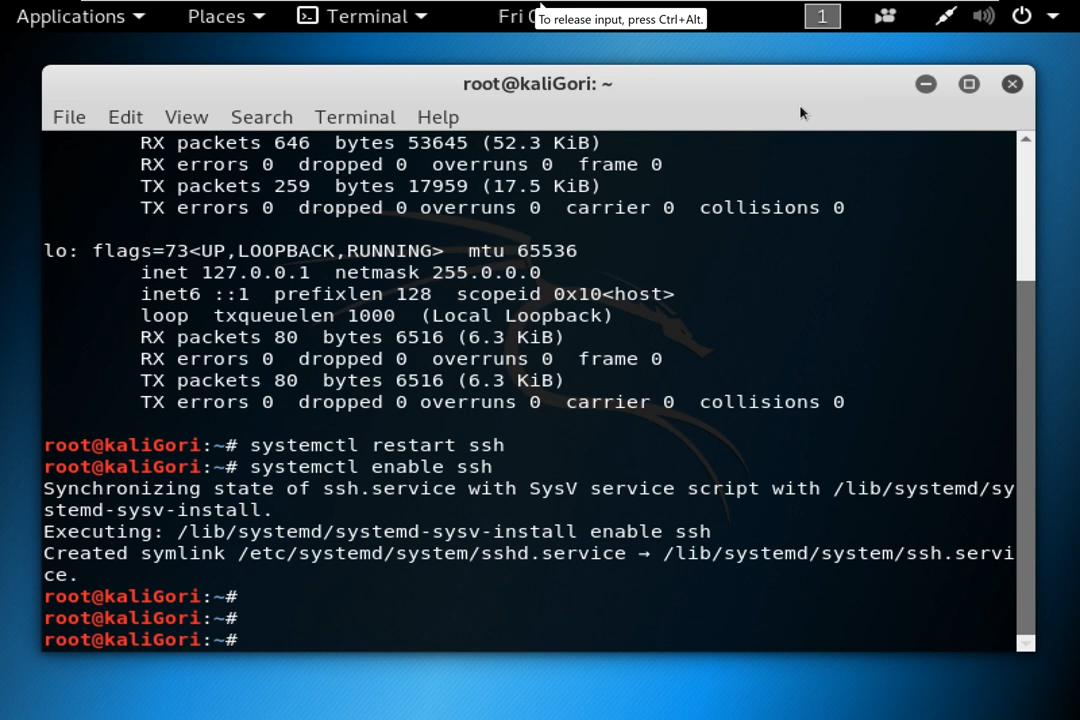 Applications Places Terminal Fri To release input, press Ctrl+Alt. 1
root@kaliGori: ~
File Edit View Search Terminal Help
RX packets 646  bytes 53645 (52.3 KiB)
RX errors 0  dropped 0  overruns 0  frame 0
TX packets 259  bytes 17959 (17.5 KiB)
TX errors 0  dropped 0 overruns 0  carrier 0  collisions 0
lo: flags=73<UP,LOOPBACK,RUNNING>  mtu 65536
inet 127.0.0.1  netmask 255.0.0.0
inet6 ::1  prefixlen 128  scopeid 0x10<host>
loop  txqueuelen 1000  (Local Loopback)
RX packets 80  bytes 6516 (6.3 KiB)
RX errors 0  dropped 0  overruns 0  frame 0
TX packets 80  bytes 6516 (6.3 KiB)
TX errors 0  dropped 0 overruns 0  carrier 0  collisions 0
root@kaliGori:~# systemctl restart ssh
root@kaliGori:~# systemctl enable ssh
Synchronizing state of ssh.service with SysV service script with /lib/systemd/sy
stemd-sysv-install.
Executing: /lib/systemd/systemd-sysv-install enable ssh
Created symlink /etc/systemd/system/sshd.service → /lib/systemd/system/ssh.servi
ce.
root@kaliGori:~#
root@kaliGori:~#
root@kaliGori:~#